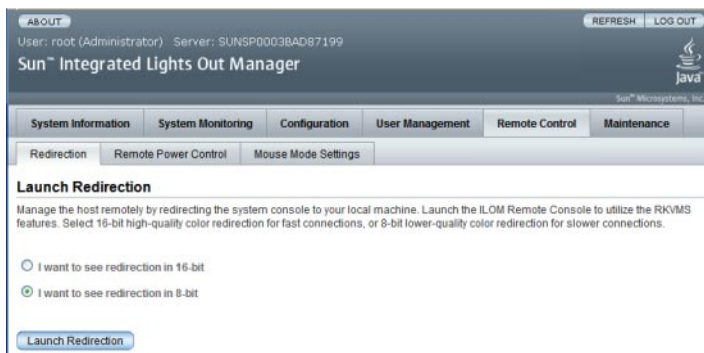 ABOUT
REFRESH LOG OUT
User: root (Administrator) Server: SUNSP0003BAD87199
Sun™ Integrated Lights Out Manager
Java
Sun™ Microsystems, Inc.
System Information System Monitoring Configuration User Management Remote Control Maintenance
Redirection Remote Power Control Mouse Mode Settings
Launch Redirection
Manage the host remotely by redirecting the system console to your local machine. Launch the ILOM Remote Console to utilize the RKVMS
features. Select 16-bit high-quality color redirection for fast connections, or 8-bit lower-quality color redirection for slower connections.
I want to see redirection in 16-bit
I want to see redirection in 8-bit
Launch Redirection